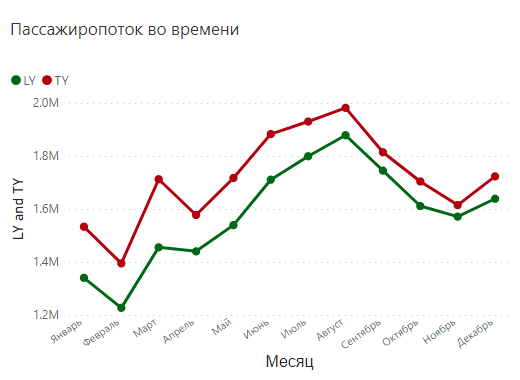 Пассажиропоток во времени
LY TY
2.0M
1.8M
1.6M
1.4M
1.2M
LY and TY
Январь Февраль Март Апрель Май Июнь Июль Август Сентябрь Октябрь Ноябрь Декабрь
Месяц